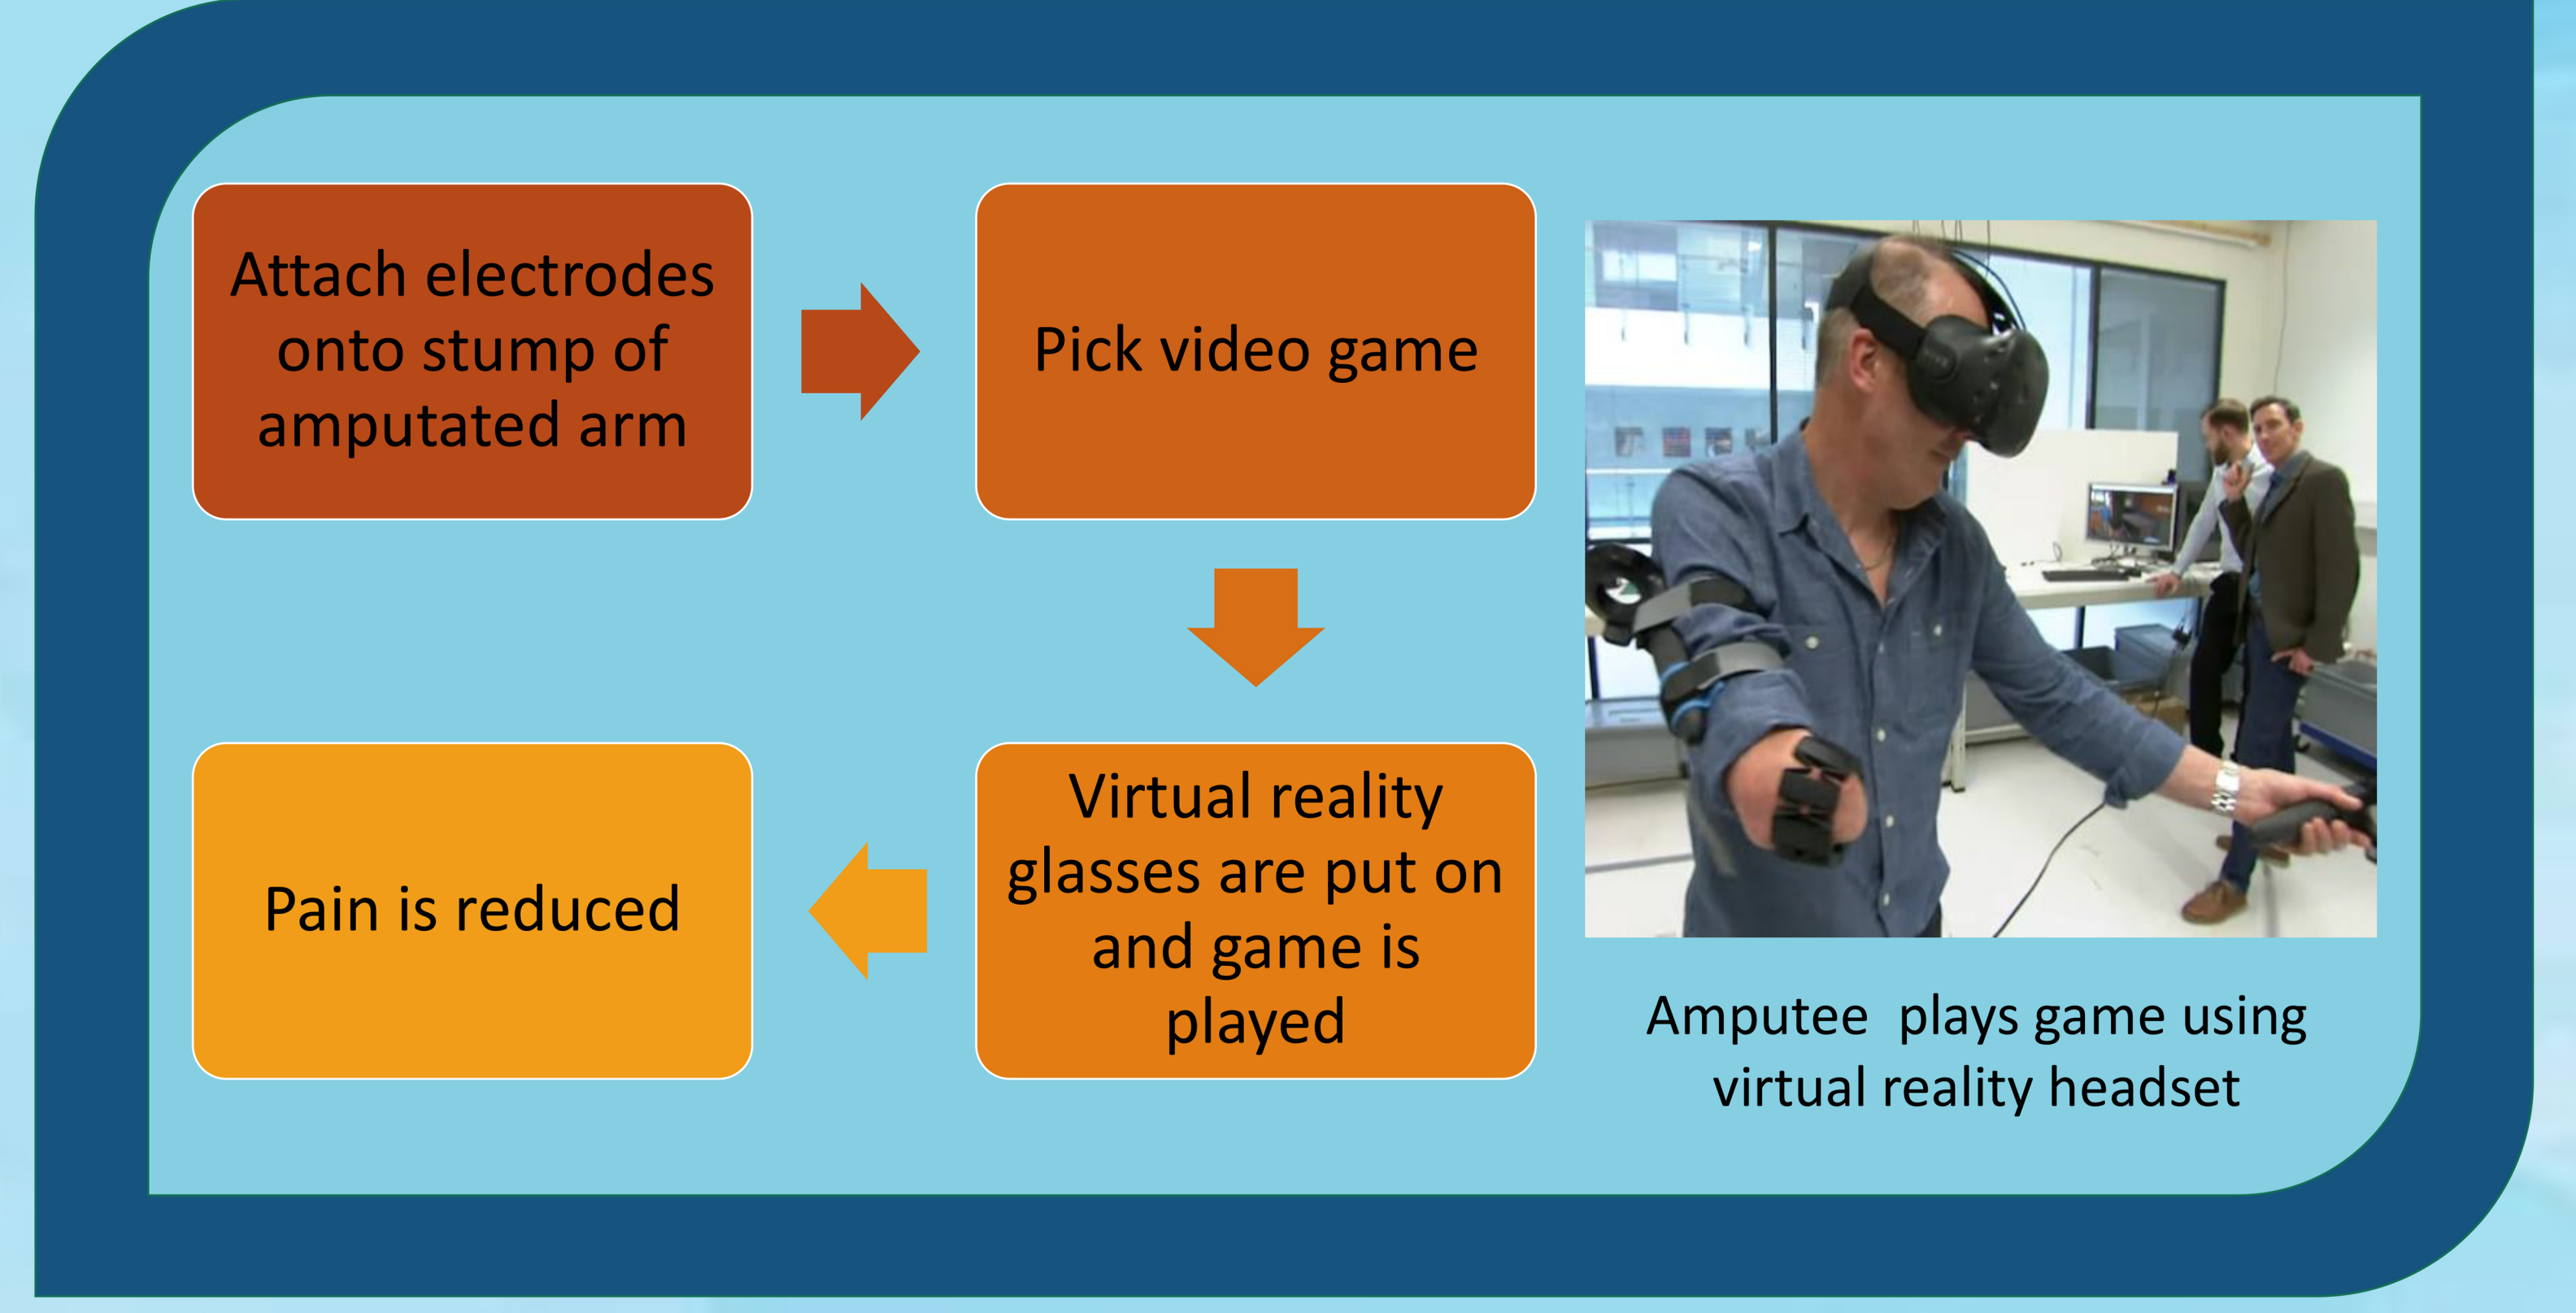 Attach electrodes
onto stump of
amputated arm
Pick video game
Virtual reality
glasses are put on
and game is
played
Pain is reduced
Amputee  plays game using
virtual reality headset